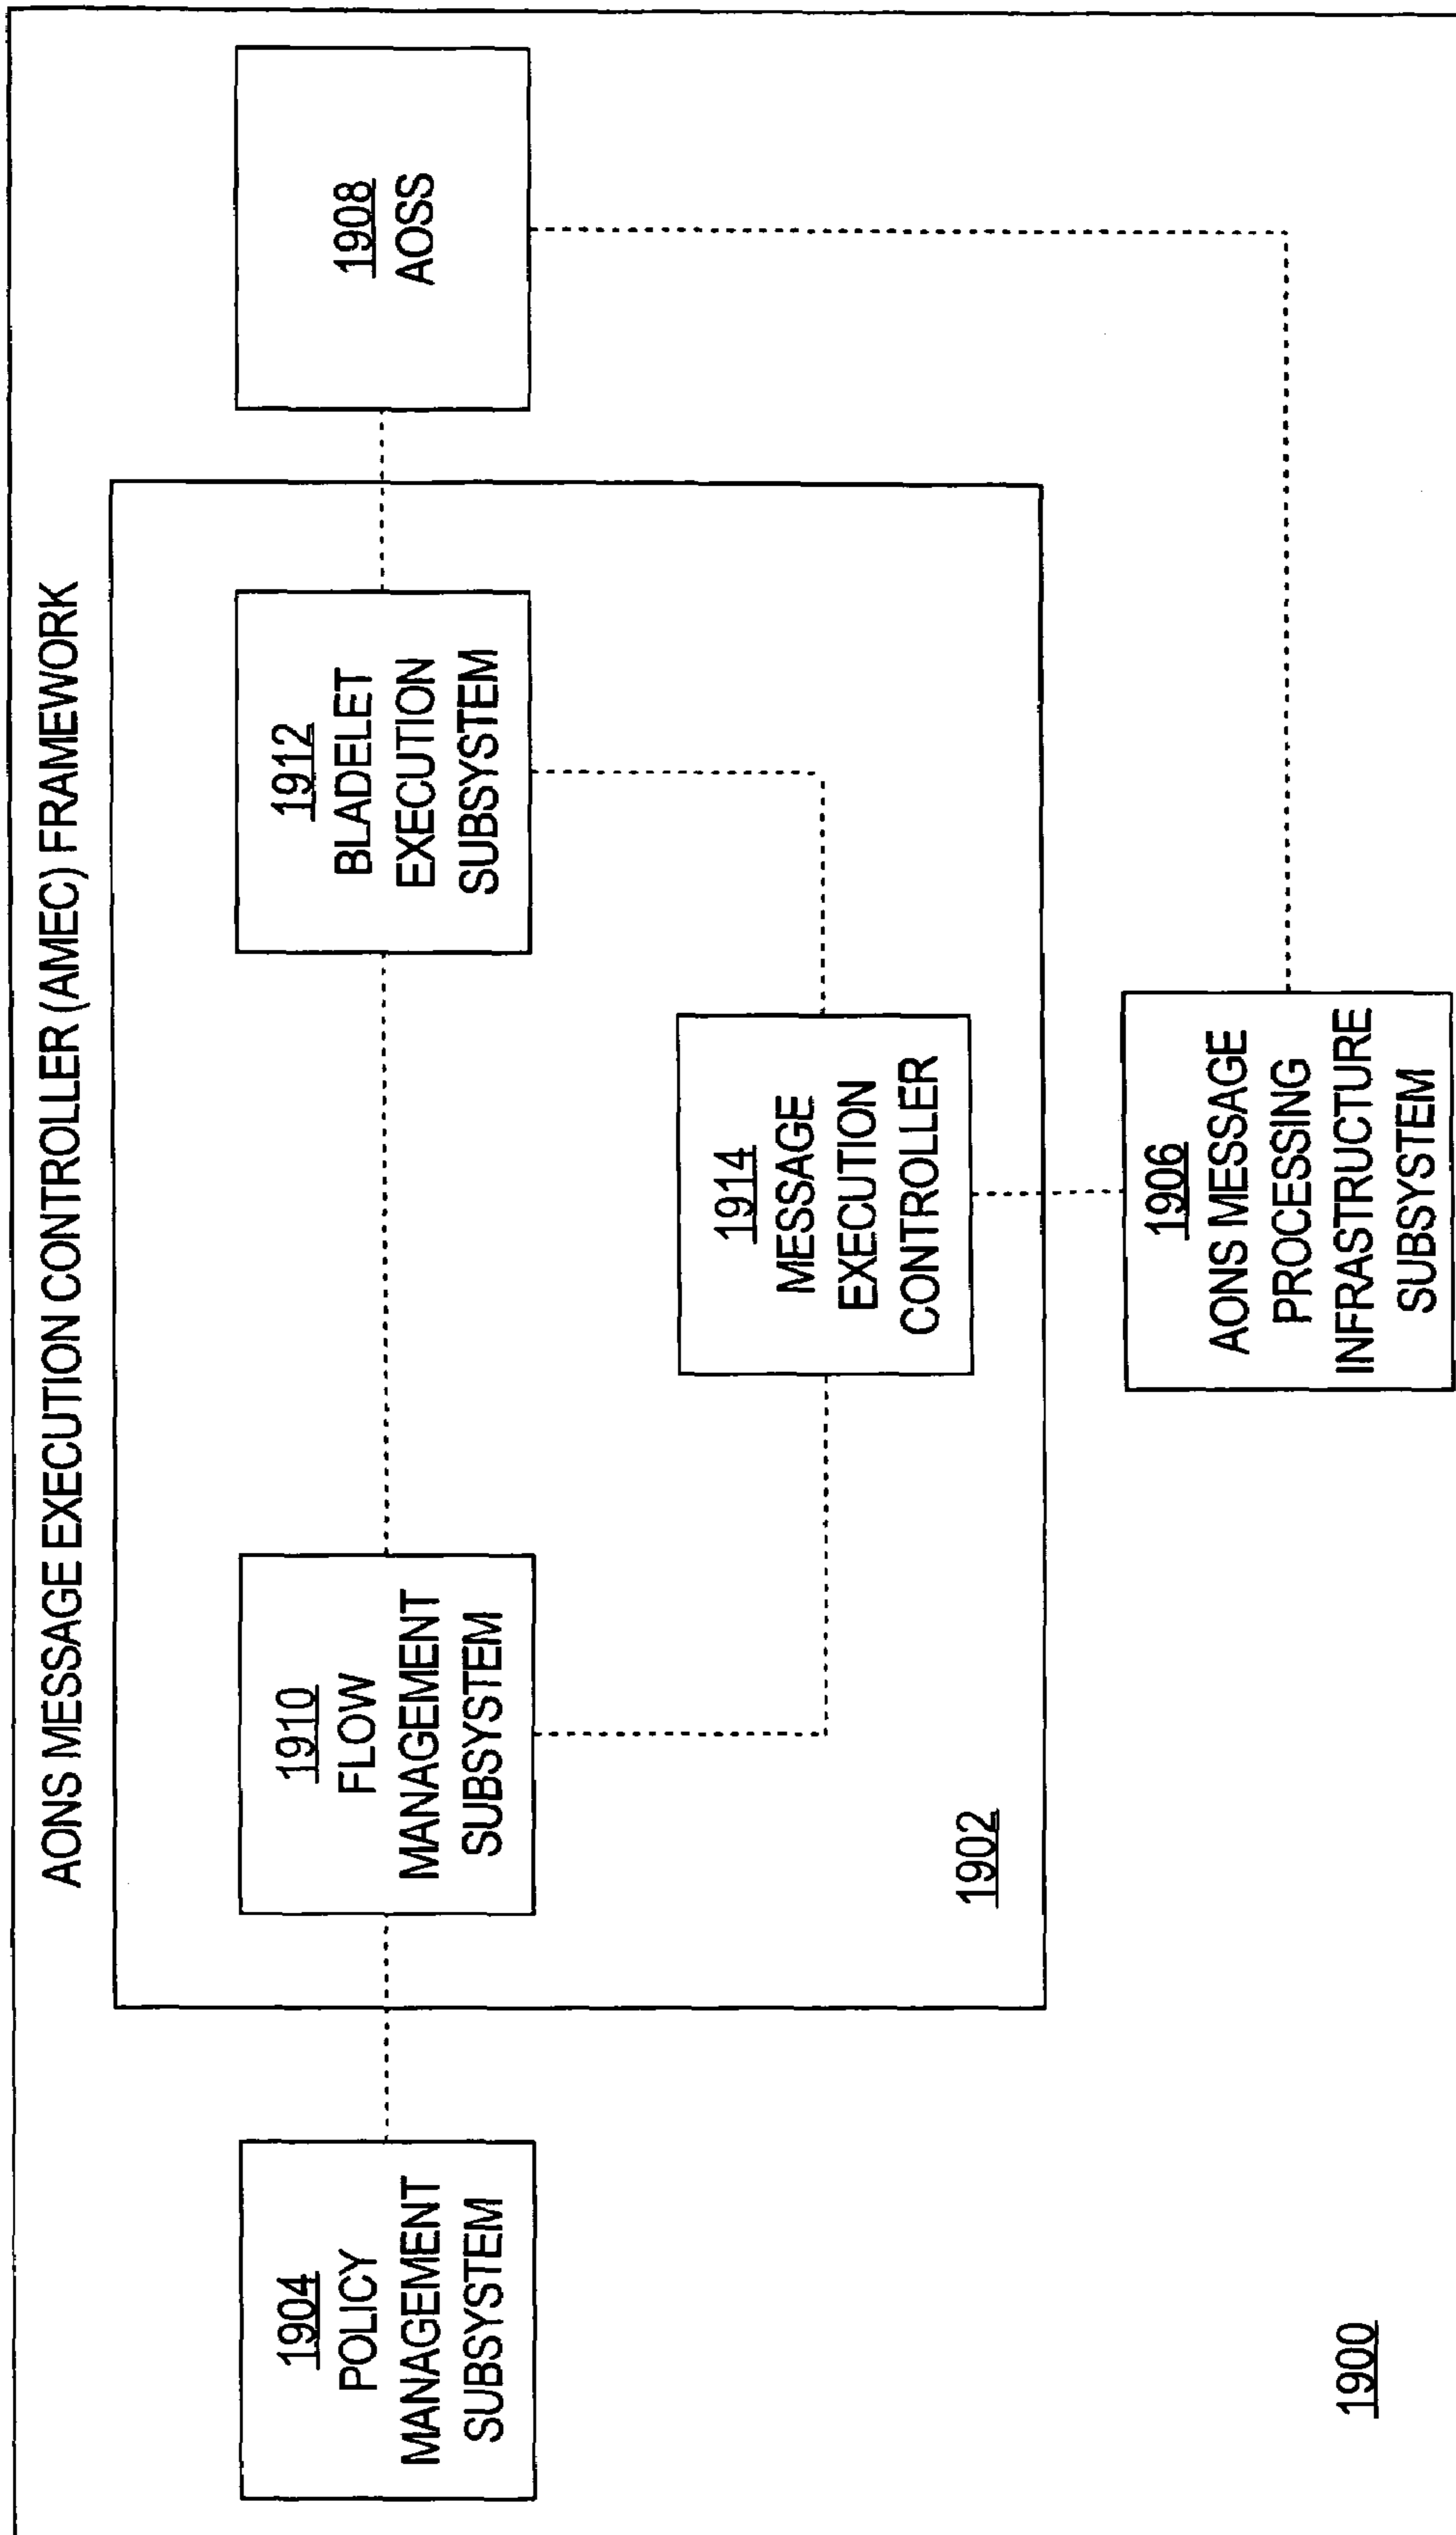 AONS MESSAGE EXECUTION CONTROLLER (AMEC) FRAMEWORK
1904
POLICY
MANAGEMENT
SUBSYSTEM
1910
FLOW
MANAGEMENT
SUBSYSTEM
1912
BLADELET
EXECUTION
SUBSYSTEM
1908
AOSS
1914
MESSAGE
EXECUTION
CONTROLLER
1902
1906
AONS MESSAGE
PROCESSING
INFRASTRUCTURE
SUBSYSTEM
1900